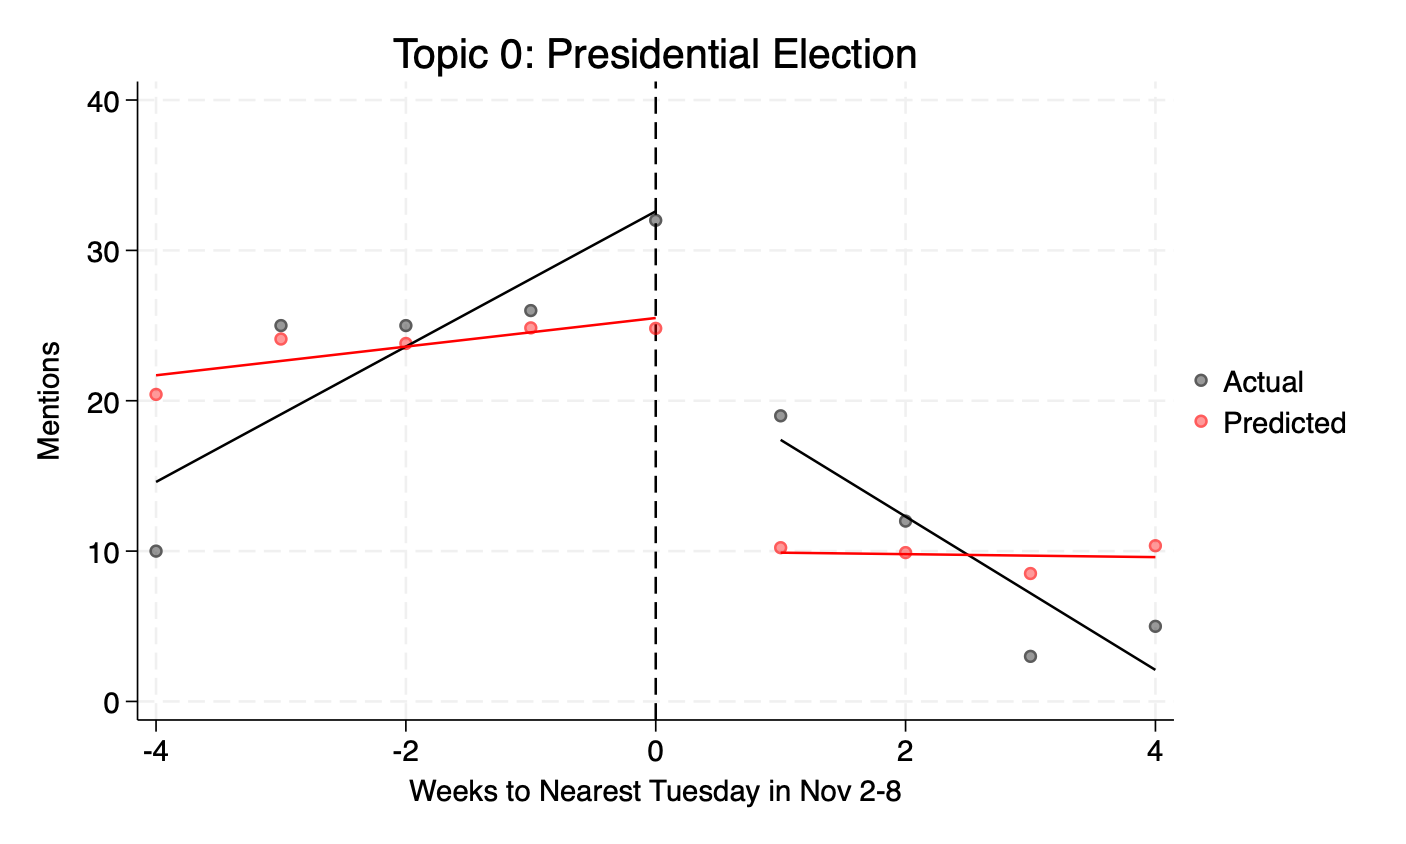 Topic 0: Presidential Election
40
30
20
10
0
Mentions
-4
-2
0
2
4
Weeks to Nearest Tuesday in Nov 2-8
Actual
Predicted